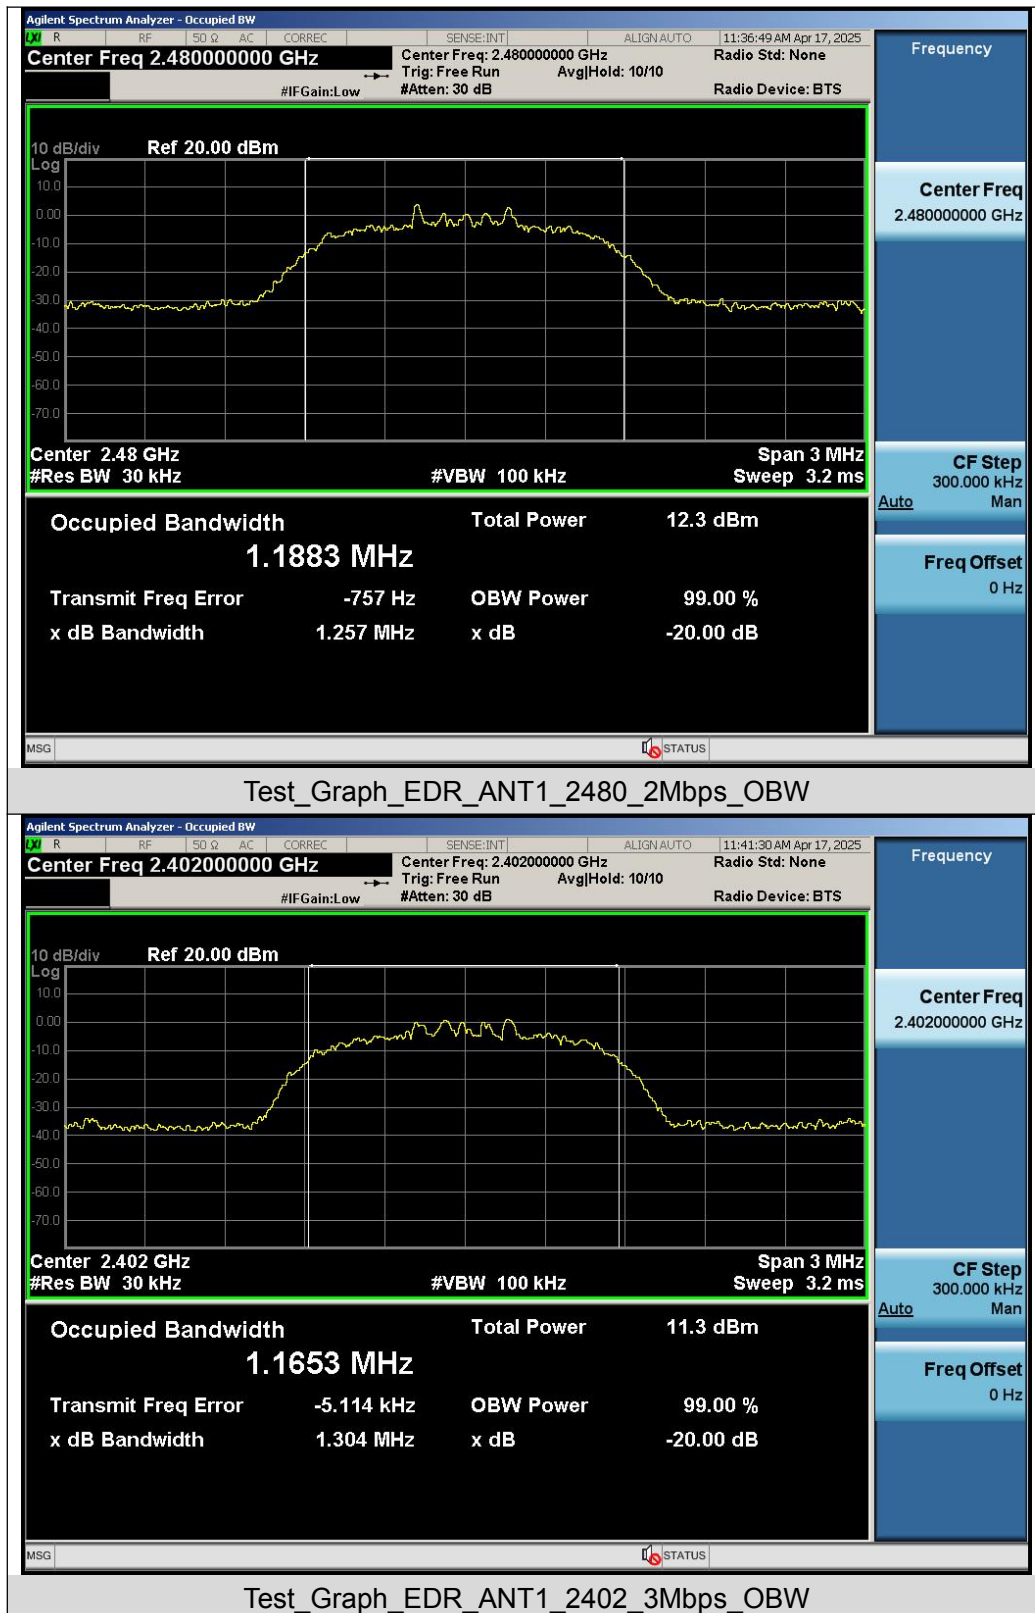 Agilent Spectrum Analyzer - Occupied BW
LXI R RF 50 Ω AC CORREC SENSE:INT ALIGNAUTO 11:36:49 AM Apr 17, 2025
Center Freq 2.480000000 GHz
Center Freq: 2.480000000 GHz Radio Std: None
Trig: Free Run Avg|Hold: 10/10
#IFGain:Low #Atten: 30 dB Radio Device: BTS
Frequency
10 dB/div Ref 20.00 dBm
Log
10.0
0.00
-10.0
-20.0
-30.0
-40.0
-50.0
-60.0
-70.0
Center Freq
2.480000000 GHz
Center 2.48 GHz Span 3 MHz
#Res BW 30 kHz #VBW 100 kHz Sweep 3.2 ms
CF Step
300.000 kHz
Auto Man
Freq Offset
0 Hz
Occupied Bandwidth Total Power 12.3 dBm
1.1883 MHz
Transmit Freq Error -757 Hz OBW Power 99.00 %
x dB Bandwidth 1.257 MHz x dB -20.00 dB
MSG STATUS
Test_Graph_EDR_ANT1_2480_2Mbps_OBW
Agilent Spectrum Analyzer - Occupied BW
LXI R RF 50 Ω AC CORREC SENSE:INT ALIGNAUTO 11:41:30 AM Apr 17, 2025
Center Freq 2.402000000 GHz
Center Freq: 2.402000000 GHz Radio Std: None
Trig: Free Run Avg|Hold: 10/10
#IFGain:Low #Atten: 30 dB Radio Device: BTS
Frequency
10 dB/div Ref 20.00 dBm
Log
10.0
0.00
-10.0
-20.0
-30.0
-40.0
-50.0
-60.0
-70.0
Center Freq
2.402000000 GHz
Center 2.402 GHz Span 3 MHz
#Res BW 30 kHz #VBW 100 kHz Sweep 3.2 ms
CF Step
300.000 kHz
Auto Man
Freq Offset
0 Hz
Occupied Bandwidth Total Power 11.3 dBm
1.1653 MHz
Transmit Freq Error -5.114 kHz OBW Power 99.00 %
x dB Bandwidth 1.304 MHz x dB -20.00 dB
MSG STATUS
Test_Graph_EDR_ANT1_2402_3Mbps_OBW